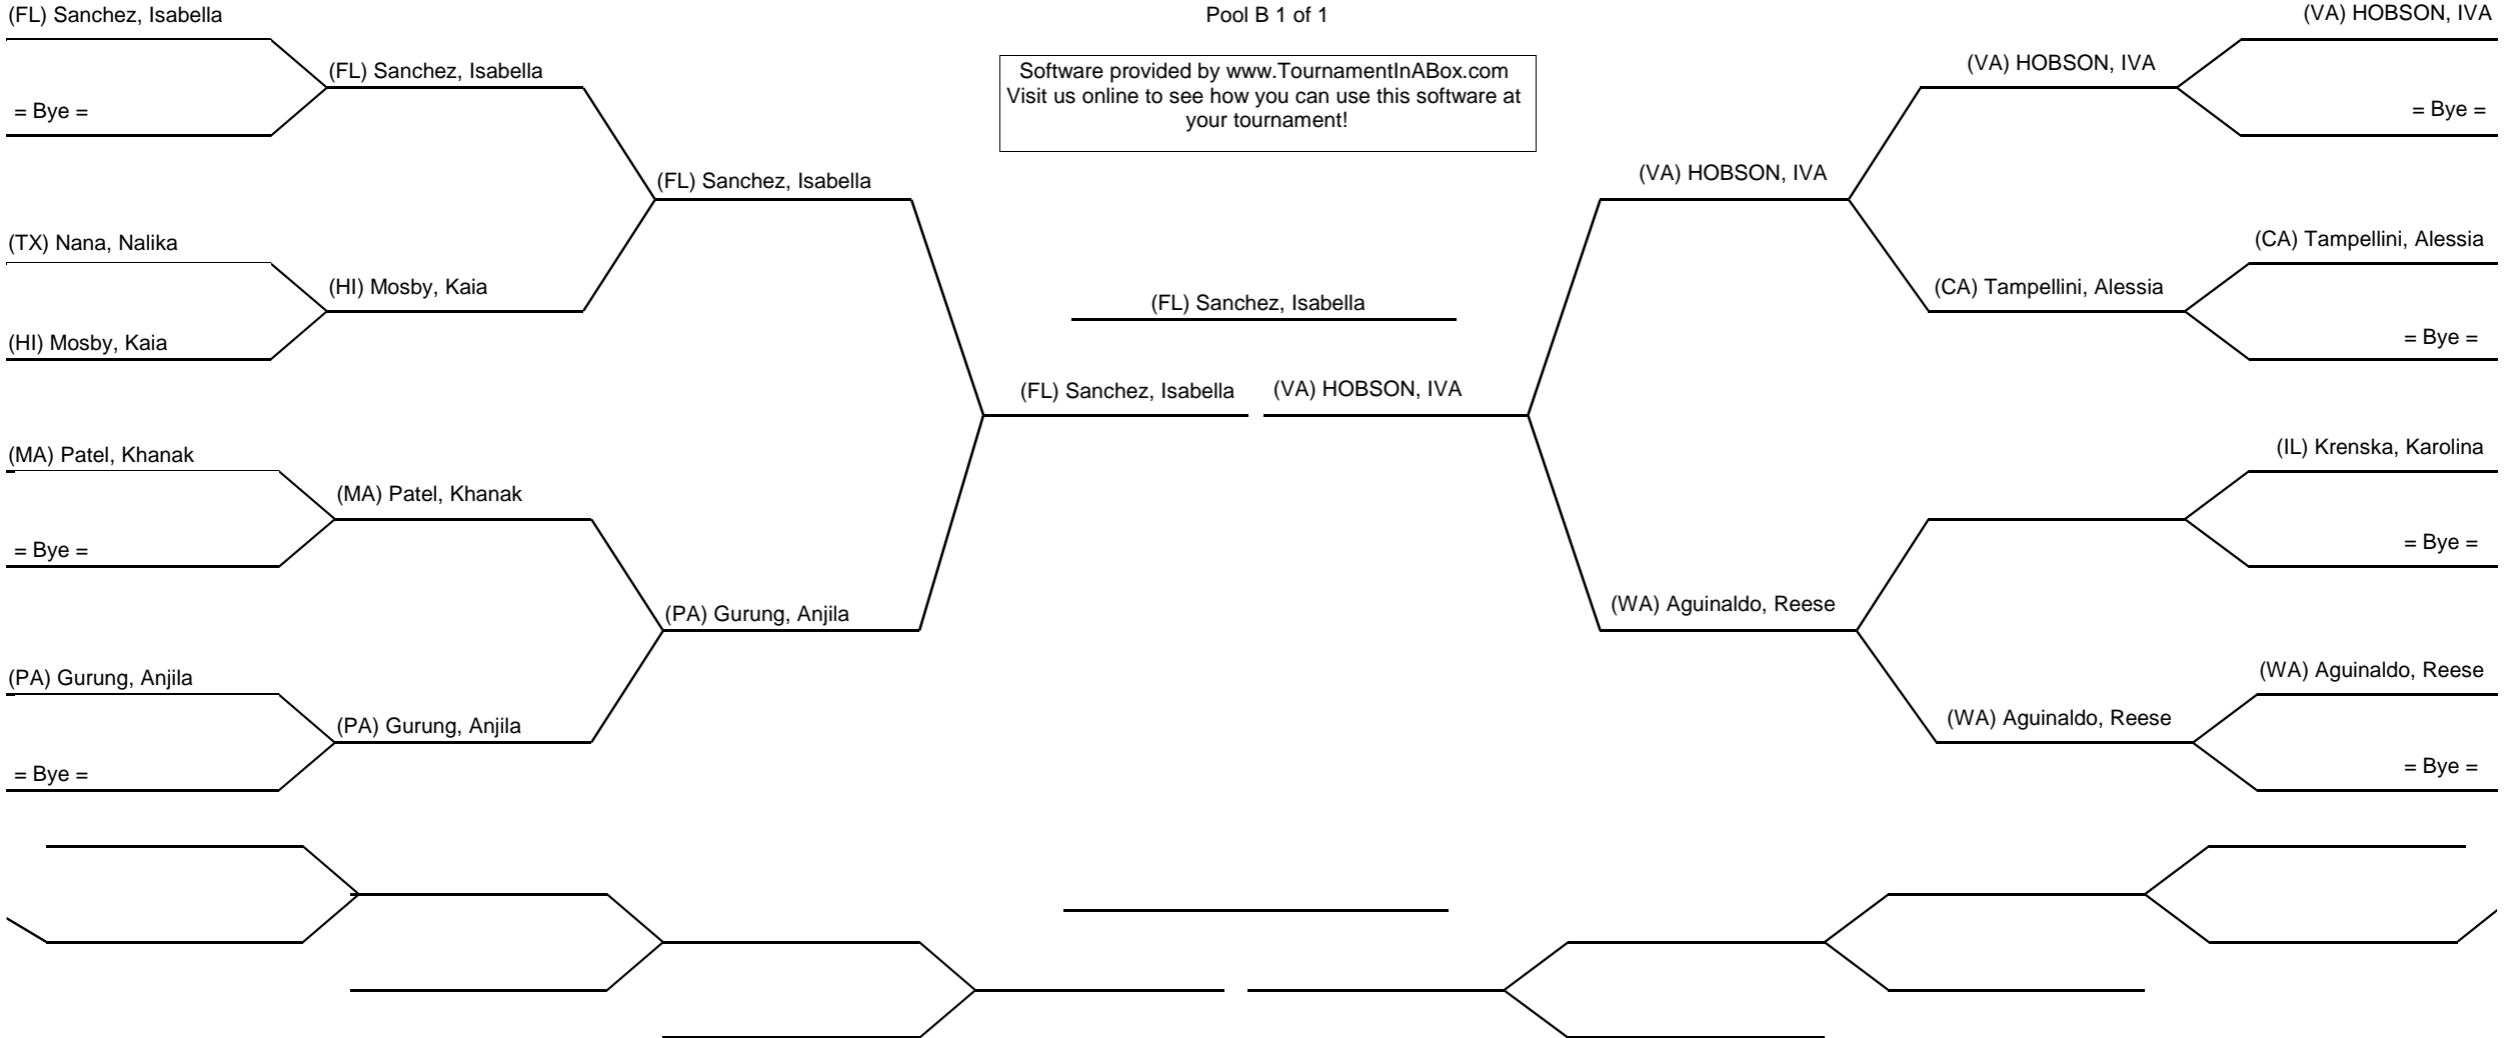 Pool B 1 of 1
Software provided by www.TournamentInABox.com
Visit us online to see how you can use this software at
your tournament!
(FL) Sanchez, Isabella
= Bye =
(TX) Nana, Nalika
(HI) Mosby, Kaia
(MA) Patel, Khanak
= Bye =
(PA) Gurung, Anjila
= Bye =
(FL) Sanchez, Isabella
(HI) Mosby, Kaia
(MA) Patel, Khanak
(PA) Gurung, Anjila
(FL) Sanchez, Isabella
(PA) Gurung, Anjila
(FL) Sanchez, Isabella
(FL) Sanchez, Isabella
(VA) HOBSON, IVA
(VA) HOBSON, IVA
(WA) Aguinaldo, Reese
(VA) HOBSON, IVA
(CA) Tampellini, Alessia
(WA) Aguinaldo, Reese
(VA) HOBSON, IVA
= Bye =
(CA) Tampellini, Alessia
= Bye =
(IL) Krenska, Karolina
= Bye =
(WA) Aguinaldo, Reese
= Bye =